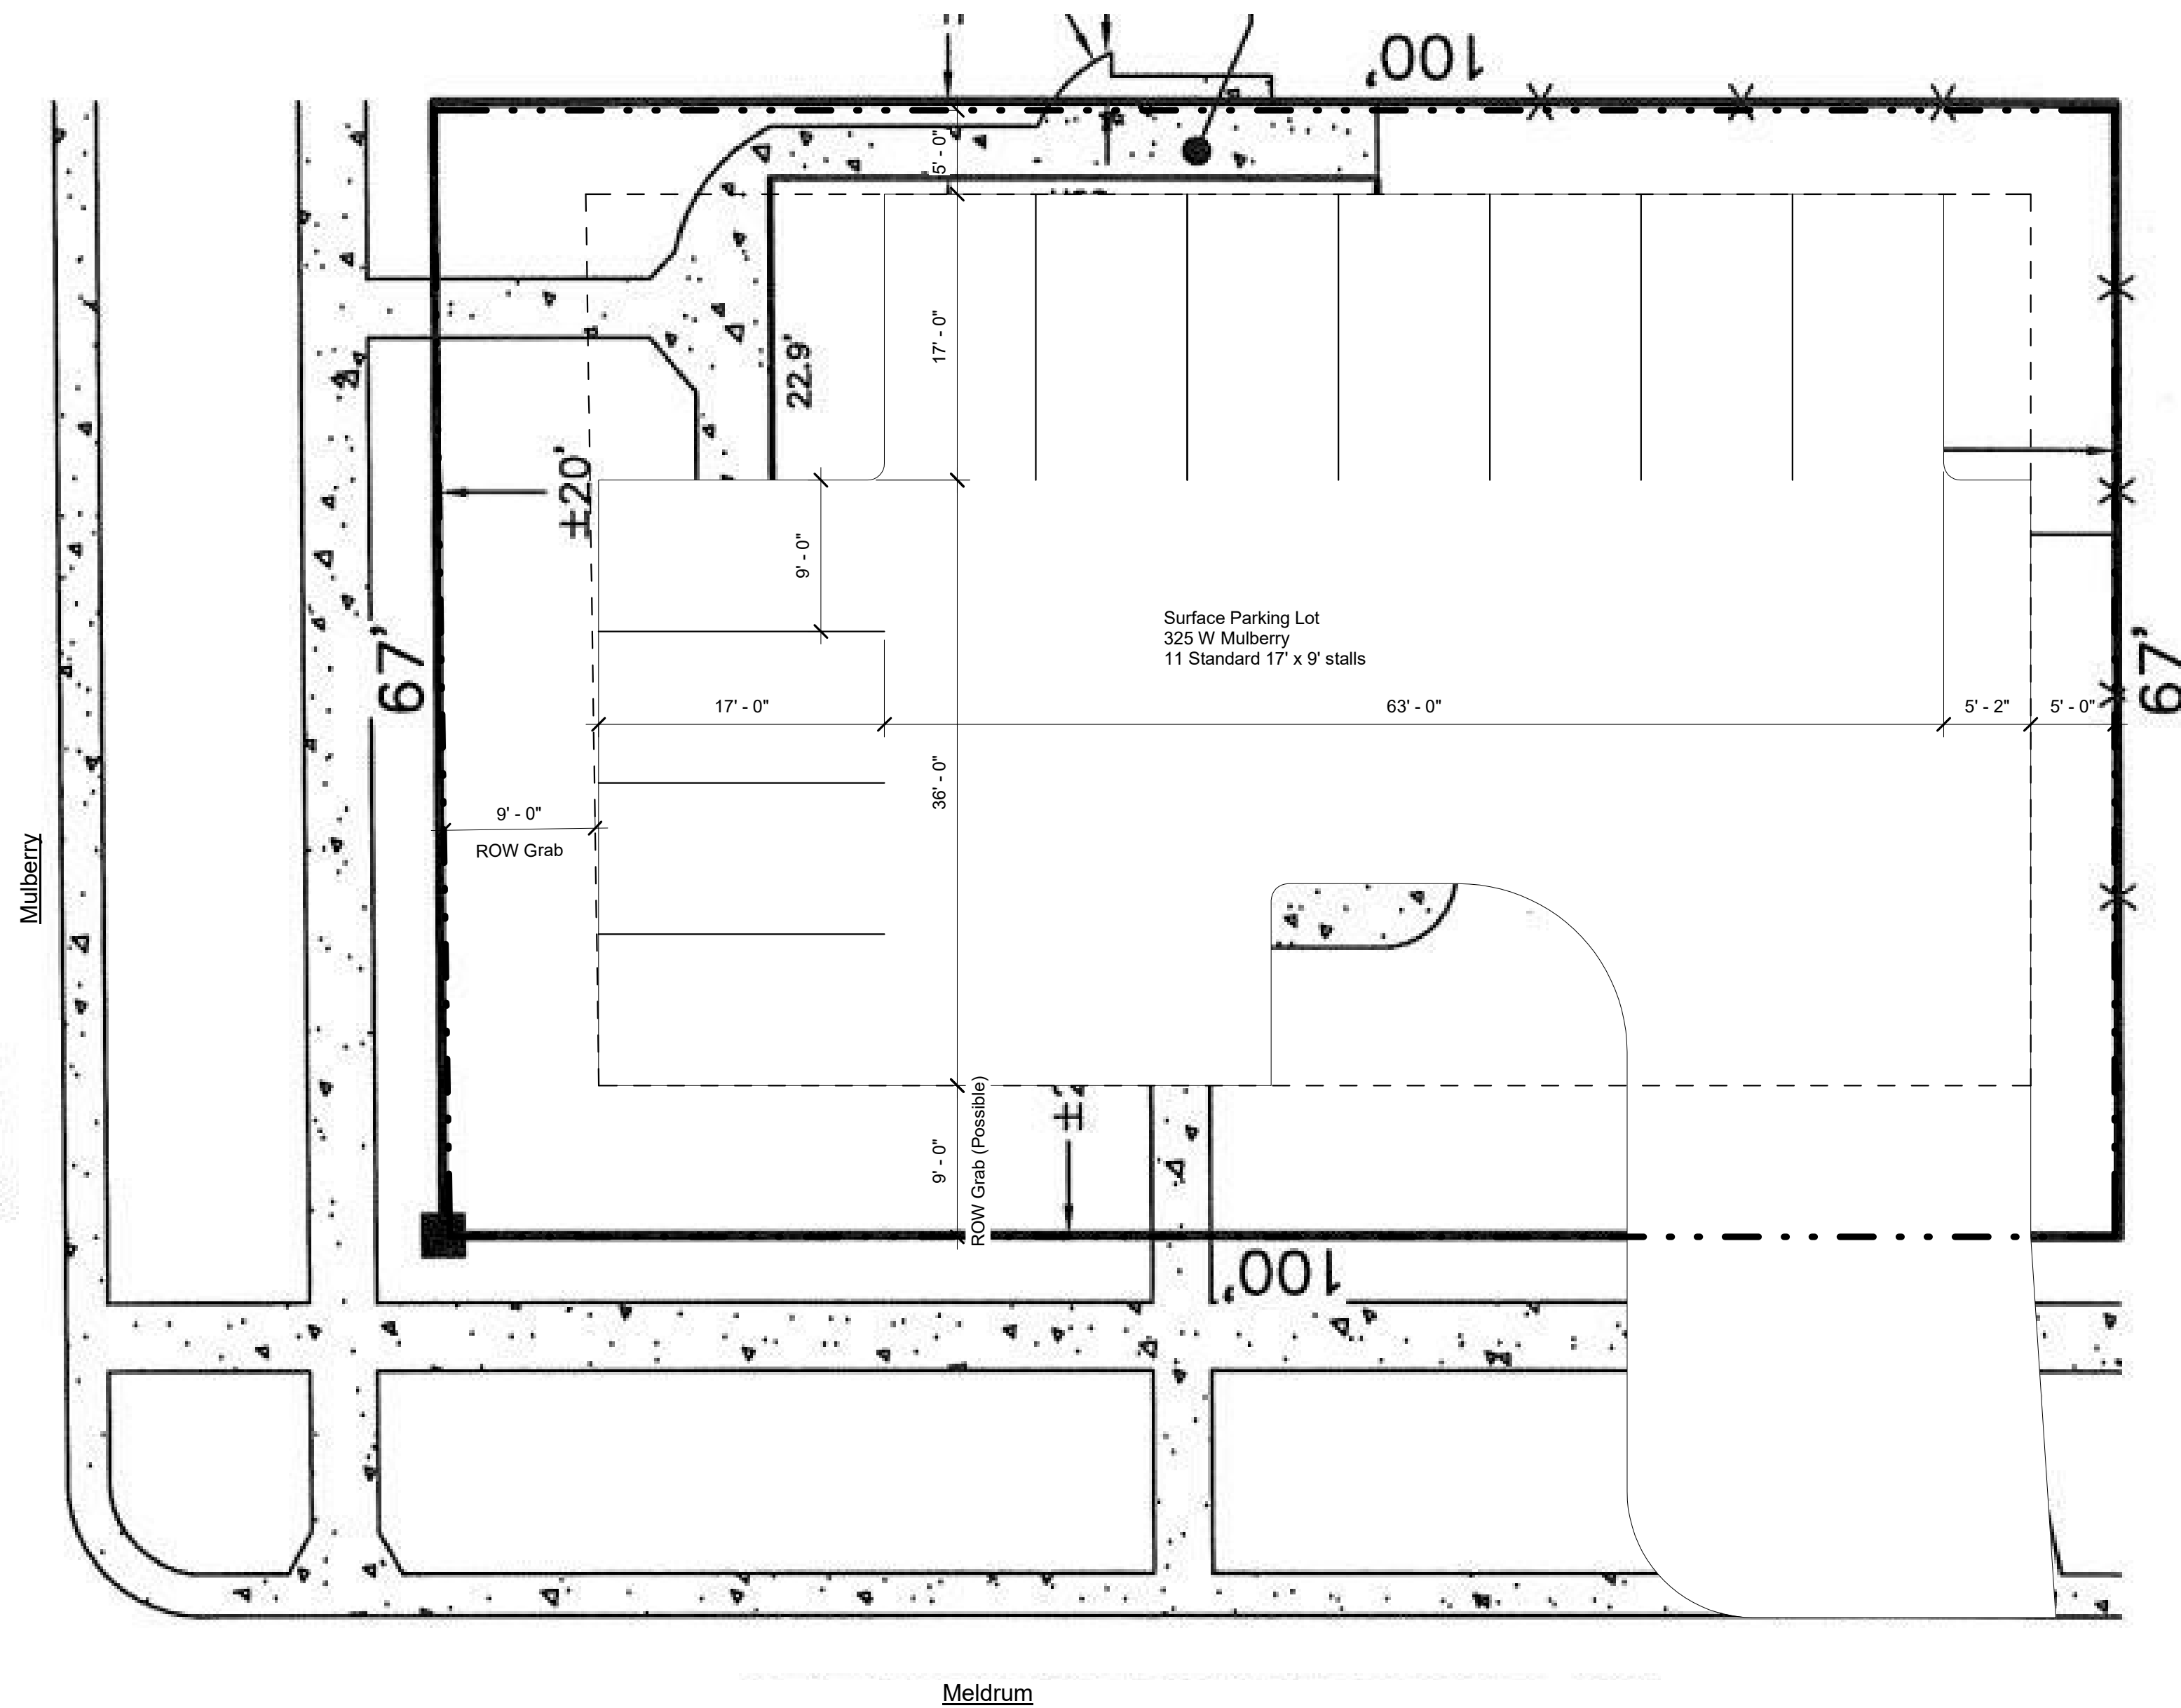 100'
5' - 0"
22.9'
17' - 0"
±20'
9' - 0"
67'
Surface Parking Lot
325 W Mulberry
11 Standard 17' x 9' stalls
67'
17' - 0"
63' - 0"
5' - 2"
5' - 0"
36' - 0"
9' - 0"
ROW Grab
Mulberry
9' - 0"
ROW Grab (Possible)
100'
Meldrum